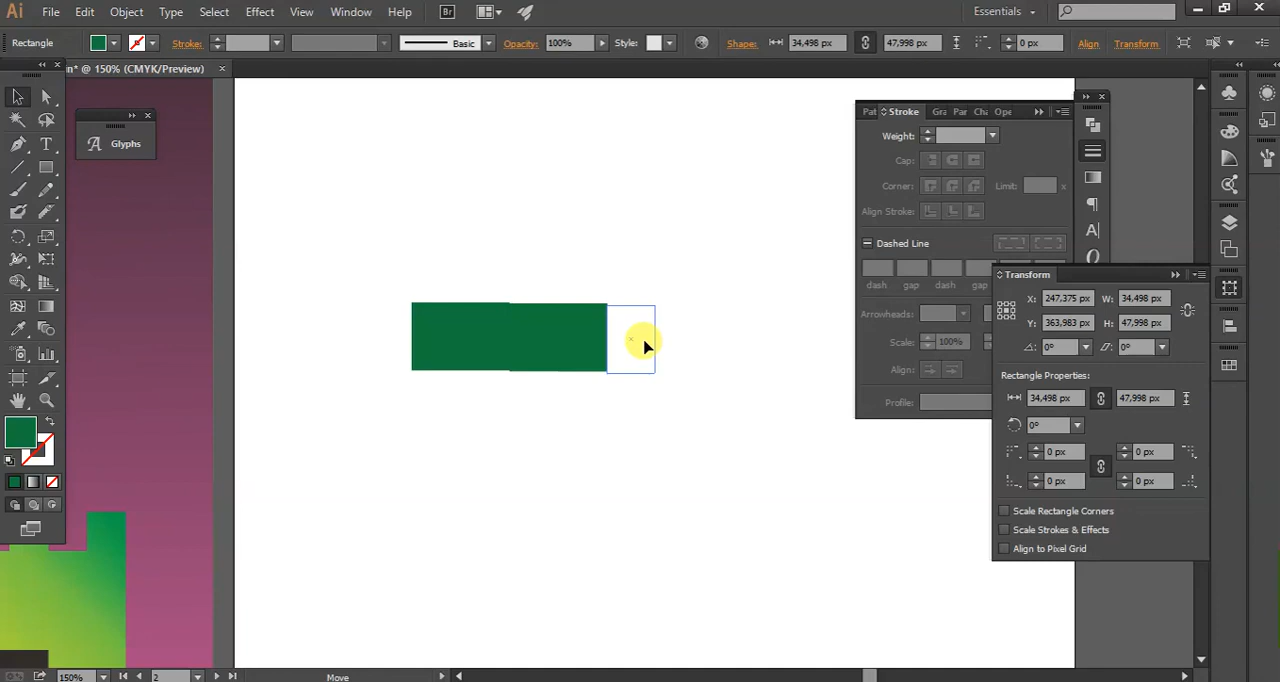 Ai File Edit Object Type Select Effect View Window Help Br Essentials
Rectangle Stroke: Basic Opacity: 100% Style: Shape: 34,498 px 47,998 px 0 px Align Transform
n* @ 150% (CMYK/Preview) ×
A Glyphs
Stroke
Weight:
Cap:
Corner: Limit: x
Align Stroke:
Dashed Line
dash gap dash gap
Arrowheads:
Scale: 100%
Align:
Profile:
Transform
X: 247,375 px W: 34,498 px
Y: 363,983 px H: 47,998 px
0° 0°
Rectangle Properties:
34,498 px 47,998 px
0°
0 px 0 px
0 px 0 px
Scale Rectangle Corners
Scale Strokes & Effects
Align to Pixel Grid
150% 2 Move